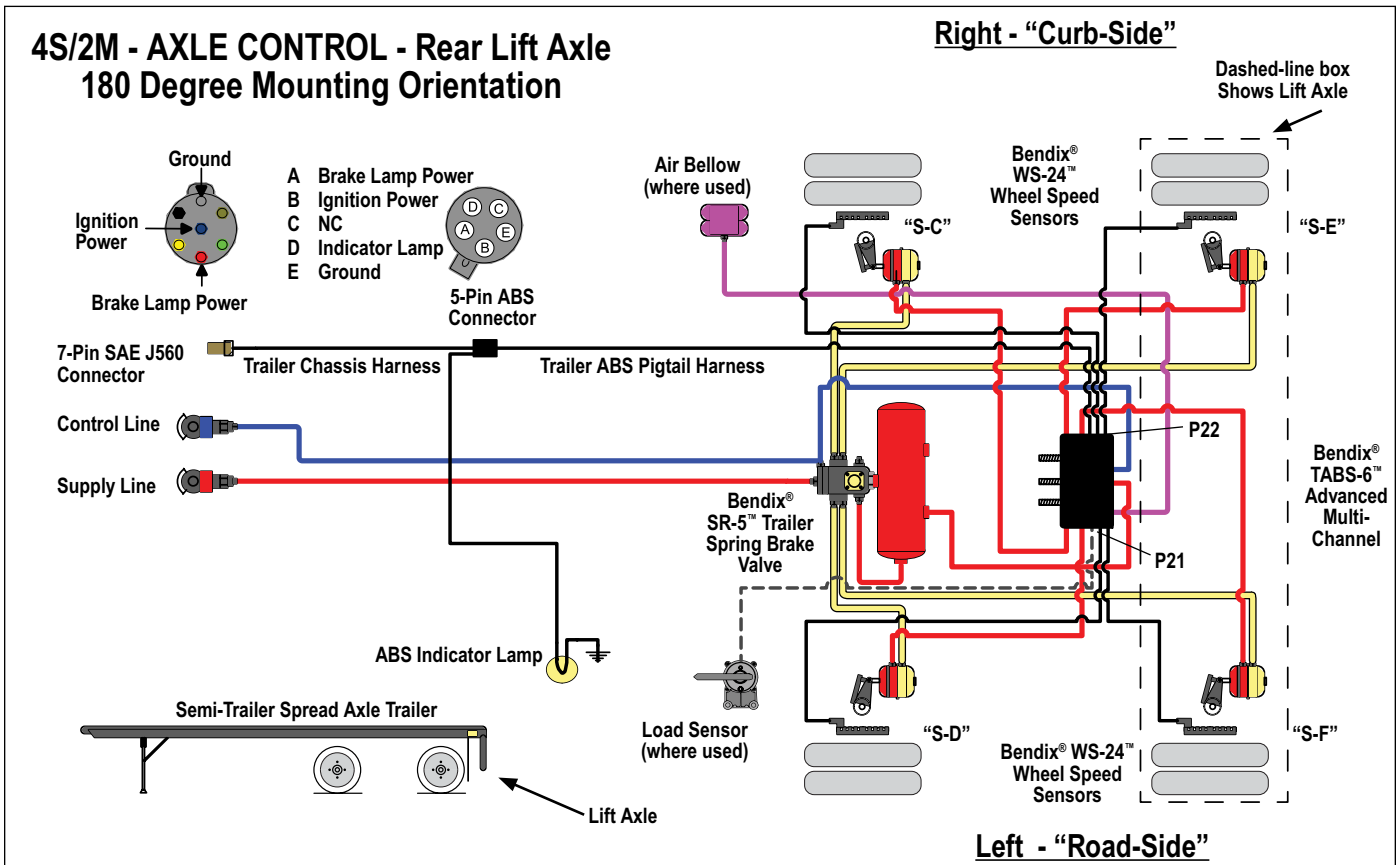 4S/2M - AXLE CONTROL - Rear Lift Axle
180 Degree Mounting Orientation
Right - “Curb-Side”
Dashed-line box
Shows Lift Axle
Ground
Ignition
Power
Brake Lamp Power
A Brake Lamp Power
B Ignition Power
C NC
D Indicator Lamp
E Ground
D
C
A
E
B
5-Pin ABS
Connector
Air Bellow
(where used)
“S-C”
Bendix®
WS-24™
Wheel Speed
Sensors
“S-E”
7-Pin SAE J560
Connector
Trailer Chassis Harness
Trailer ABS Pigtail Harness
Control Line
Supply Line
Bendix®
SR-5™ Trailer
Spring Brake
Valve
P22
P21
Bendix®
TABS-6™
Advanced
Multi-
Channel
ABS Indicator Lamp
Load Sensor
(where used)
“S-D”
Bendix® WS-24™
Wheel Speed
Sensors
“S-F”
Semi-Trailer Spread Axle Trailer
Lift Axle
Left - “Road-Side”